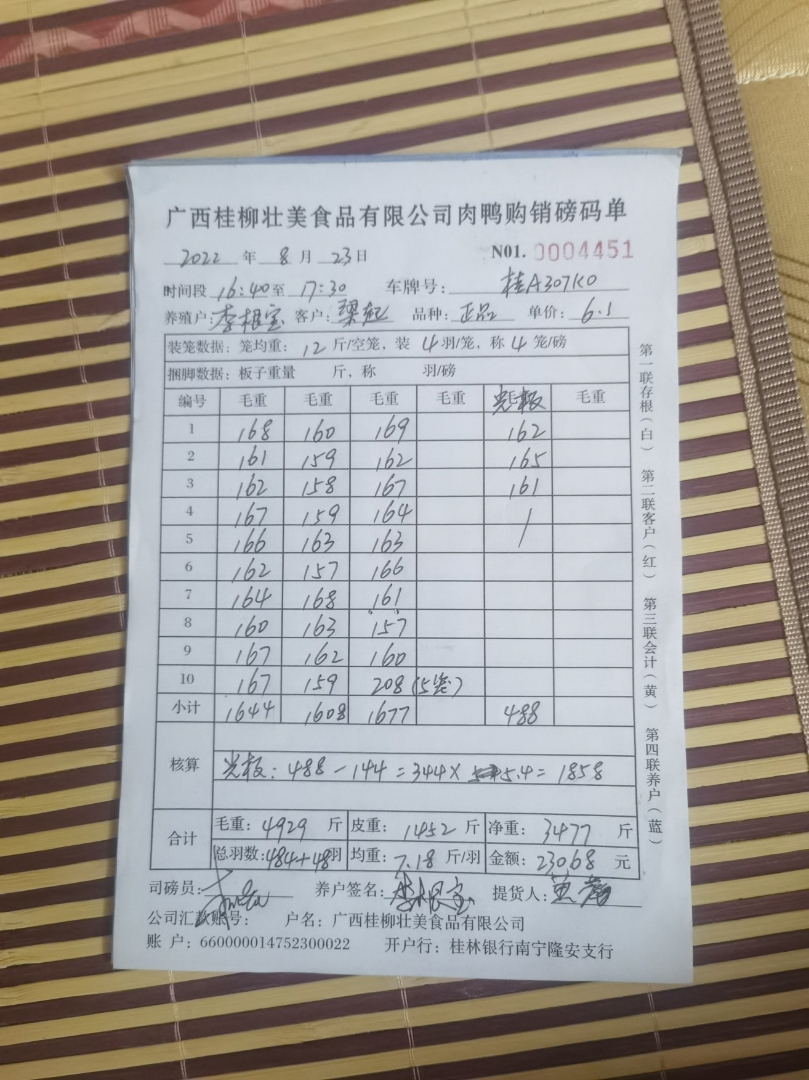 广西桂柳壮美食品有限公司肉鸭购销磅码单
2022 年 8 月 23 日 N01. 0004451
时间段 16:40 至 17:30 车牌号: 桂A307K0
养殖户: 李根宝 客户: 梁 品种: 正品 单价: 6.1
装笼数据: 笼均重: 12 斤/空笼, 装 4 羽/笼, 称 4 笼/磅
捆脚数据: 板子重量 斤, 称 羽/磅
编号 毛重 毛重 毛重 毛重 光板 毛重
1 168 160 169 162
2 161 159 162 165
3 162 158 167 161
4 167 159 164 /
5 166 163 163
6 162 157 166
7 164 168 161
8 160 163 157
9 167 162 160
10 167 159 208 (5笼)
小计 1644 1608 1677 488
核算 光板: 488-144=344× 5.4=1858
合计 毛重: 4929 斤 皮重: 1452 斤 净重: 3477 斤
总羽数: 484+48 羽 均重: 7.18 斤/羽 金额: 23068 元
司磅员: 养户签名: 李根宝 提货人: 黄
公司汇款账号: 户名: 广西桂柳壮美食品有限公司
账 户: 660000014752300022 开户行: 桂林银行南宁隆安支行
第一联存根(白) 第二联客户(红) 第三联会计(黄) 第四联养户(蓝)